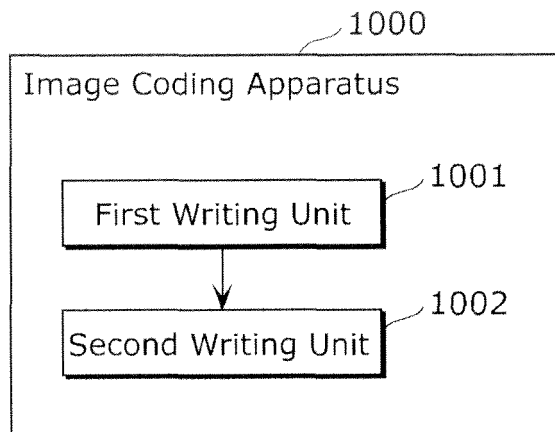 1000
Image Coding Apparatus
1001
First Writing Unit
1002
Second Writing Unit